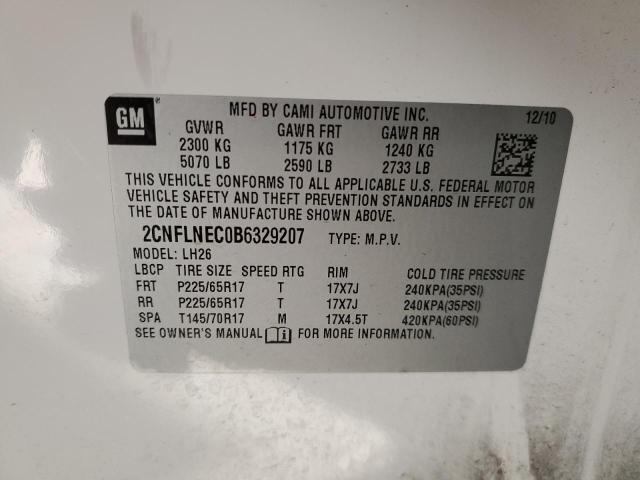 GM
MFD BY CAMI AUTOMOTIVE INC. 12/10
GVWR GAWR FRT GAWR RR
2300 KG 1175 KG 1240 KG
5070 LB 2590 LB 2733 LB
THIS VEHICLE CONFORMS TO ALL APPLICABLE U.S. FEDERAL MOTOR
VEHICLE SAFETY AND THEFT PREVENTION STANDARDS IN EFFECT ON
THE DATE OF MANUFACTURE SHOWN ABOVE.
2CNFLNEC0B6329207 TYPE: M.P.V.
MODEL: LH26
LBCP TIRE SIZE SPEED RTG RIM COLD TIRE PRESSURE
FRT P225/65R17 T 17X7J 240KPA(35PSI)
RR P225/65R17 T 17X7J 240KPA(35PSI)
SPA T145/70R17 M 17X4.5T 420KPA(60PSI)
SEE OWNER'S MANUAL FOR MORE INFORMATION.